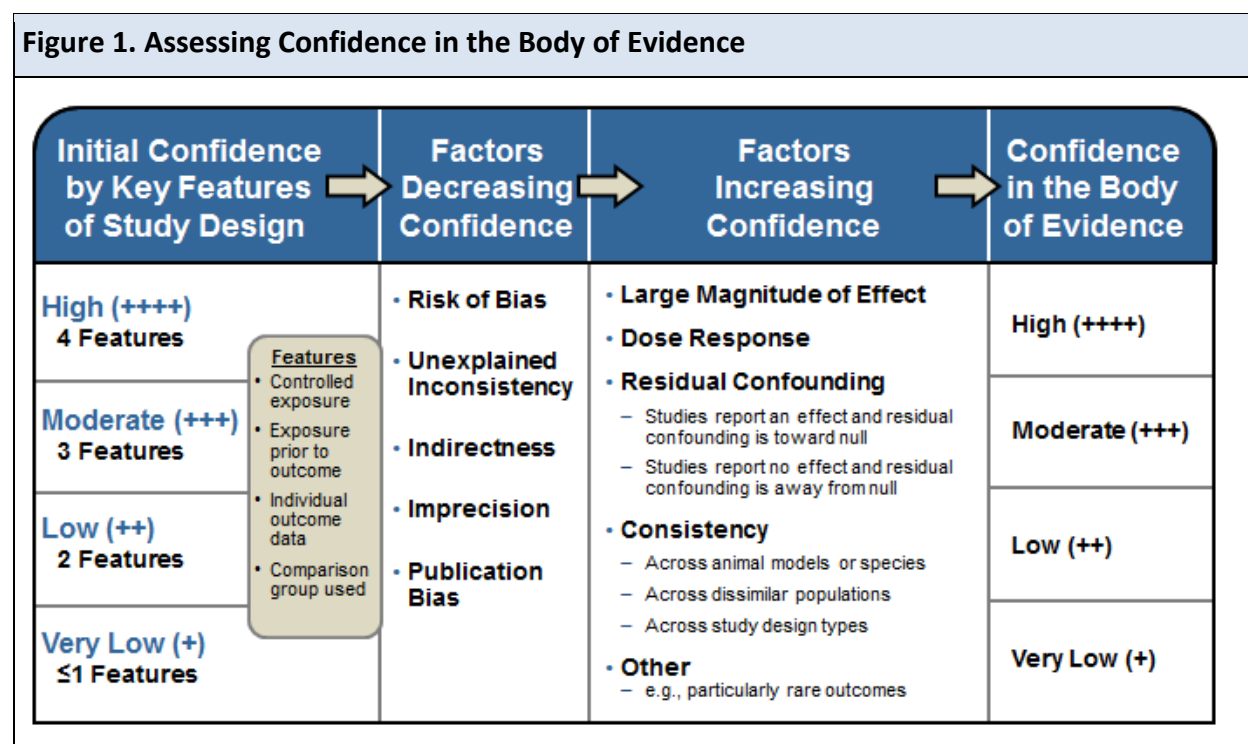 Figure 1. Assessing Confidence in the Body of Evidence
Initial Confidence
by Key Features
of Study Design
Factors
Decreasing
Confidence
Factors
Increasing
Confidence
Confidence
in the Body
of Evidence
High (++++)
4 Features
Moderate (+++)
3 Features
Low (++)
2 Features
Very Low (+)
≤1 Features
Features
• Controlled
exposure
• Exposure
prior to
outcome
• Individual
outcome
data
• Comparison
group used
• Risk of Bias
• Unexplained
Inconsistency
• Indirectness
• Imprecision
• Publication
Bias
• Large Magnitude of Effect
• Dose Response
• Residual Confounding
– Studies report an effect and residual
confounding is toward null
– Studies report no effect and residual
confounding is away from null
• Consistency
– Across animal models or species
– Across dissimilar populations
– Across study design types
• Other
– e.g., particularly rare outcomes
High (++++)
Moderate (+++)
Low (++)
Very Low (+)